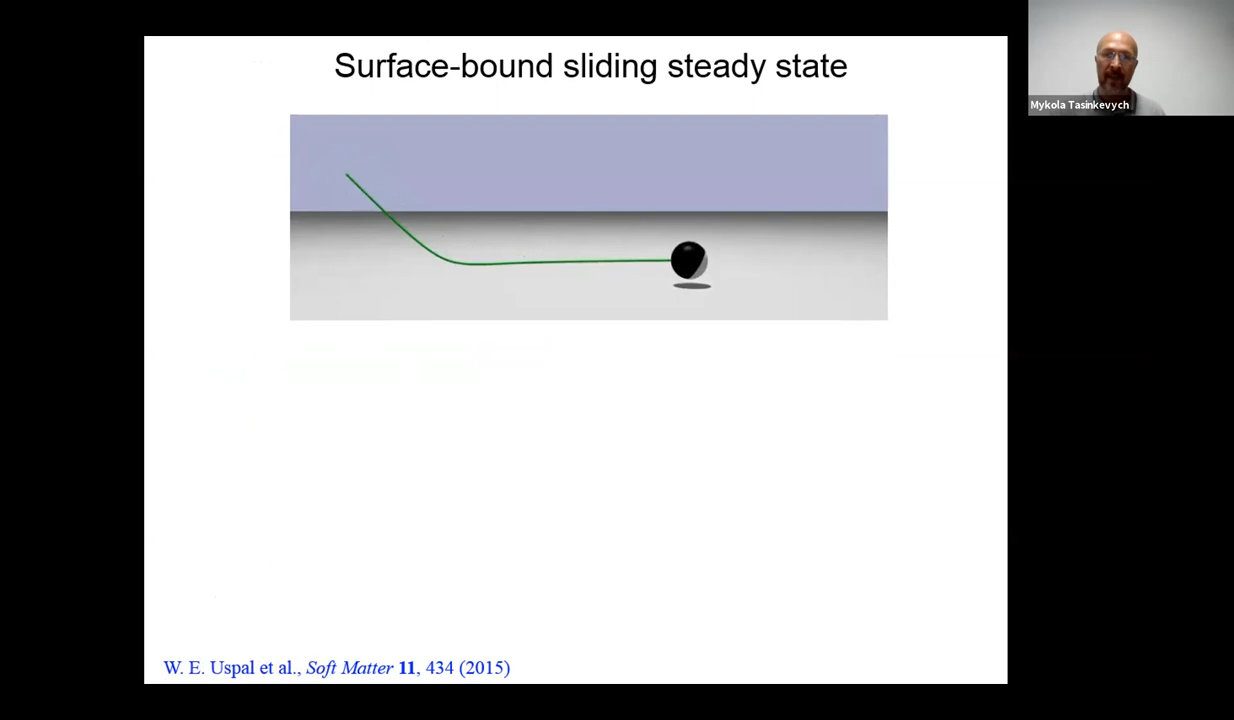 Surface-bound sliding steady state
Mykola Tasinkevych
W. E. Uspal et al., Soft Matter 11, 434 (2015)